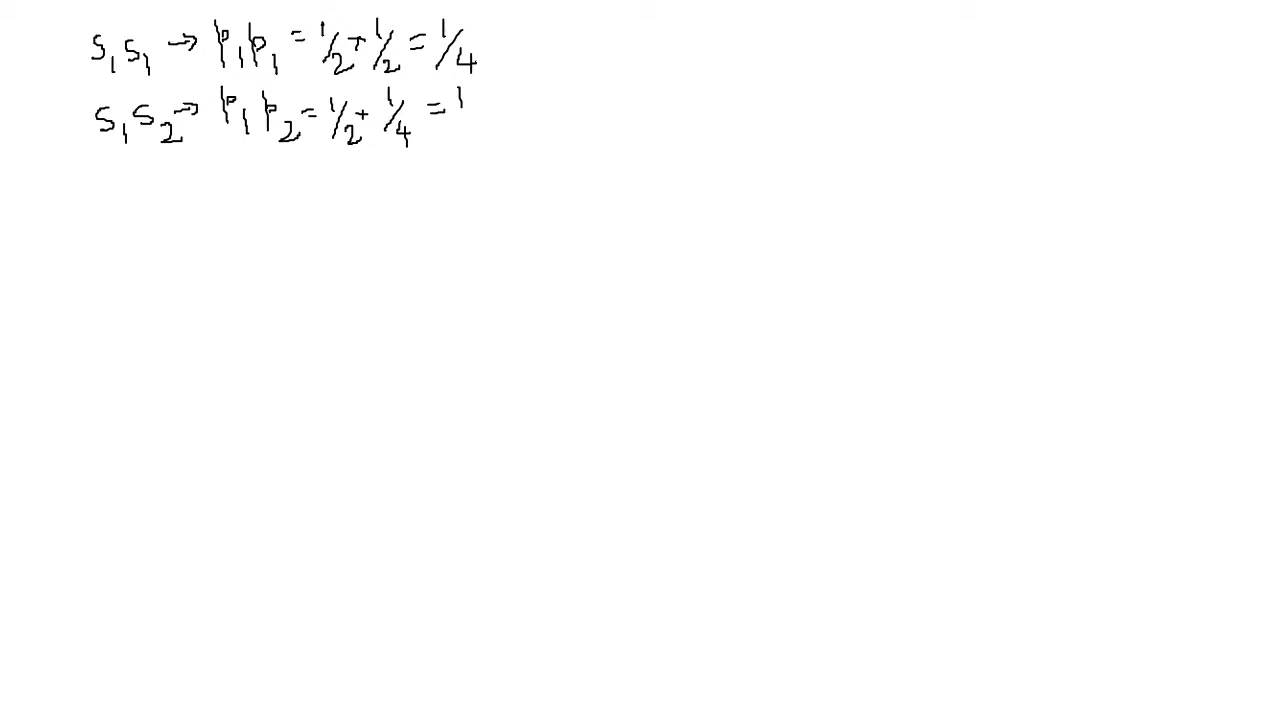 S₁S₁ → P₁P₁ = 1/2 + 1/2 = 1/4
S₁S₂ → P₁P₂ = 1/2 + 1/4 = 1